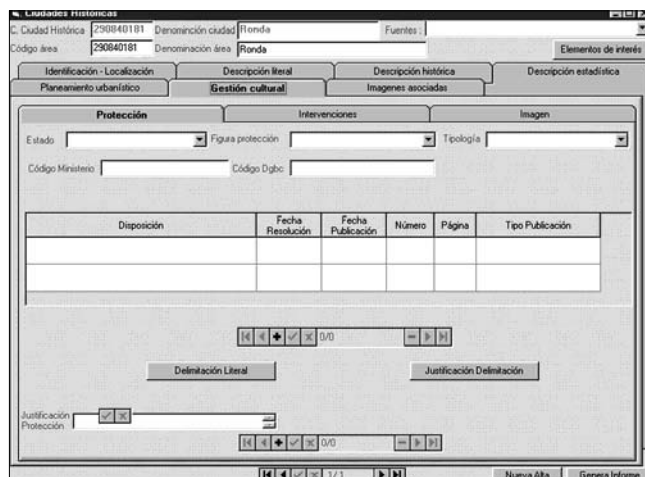 Ciudades Históricas
C. Ciudad Histórica 290840181 Denominción ciudad Ronda Fuentes :
Código área 290840181 Denominación área Ronda Elementos de interés
Identificación - Localización Descripción literal Descripción histórica Descripción estadística
Planeamiento urbanístico Gestión cultural Imagenes asociadas
Protección Intervenciones Imagen
Estado Figura protección Tipología
Código Ministerio Código Dgbc
Disposición Fecha Resolución Fecha Publicación Número Página Tipo Publicación
0/0
Delimitación Literal Justificación Delimitación
Justificación Protección
0/0
1/1 Nueva Alta Genera Informe